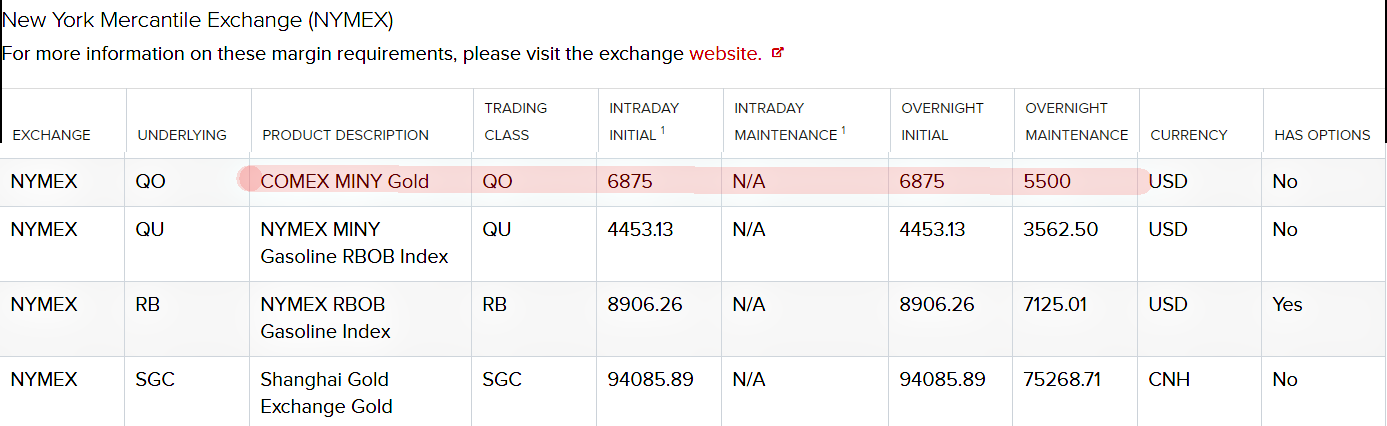 New York Mercantile Exchange (NYMEX)
For more information on these margin requirements, please visit the exchange website.
EXCHANGE UNDERLYING PRODUCT DESCRIPTION TRADING CLASS INTRADAY INITIAL 1 INTRADAY MAINTENANCE 1 OVERNIGHT INITIAL OVERNIGHT MAINTENANCE CURRENCY HAS OPTIONS
NYMEX QO COMEX MINY Gold QO 6875 N/A 6875 5500 USD No
NYMEX QU NYMEX MINY QU 4453.13 N/A 4453.13 3562.50 USD No
Gasoline RBOB Index
NYMEX RB NYMEX RBOB RB 8906.26 N/A 8906.26 7125.01 USD Yes
Gasoline Index
NYMEX SGC Shanghai Gold SGC 94085.89 N/A 94085.89 75268.71 CNH No
Exchange Gold